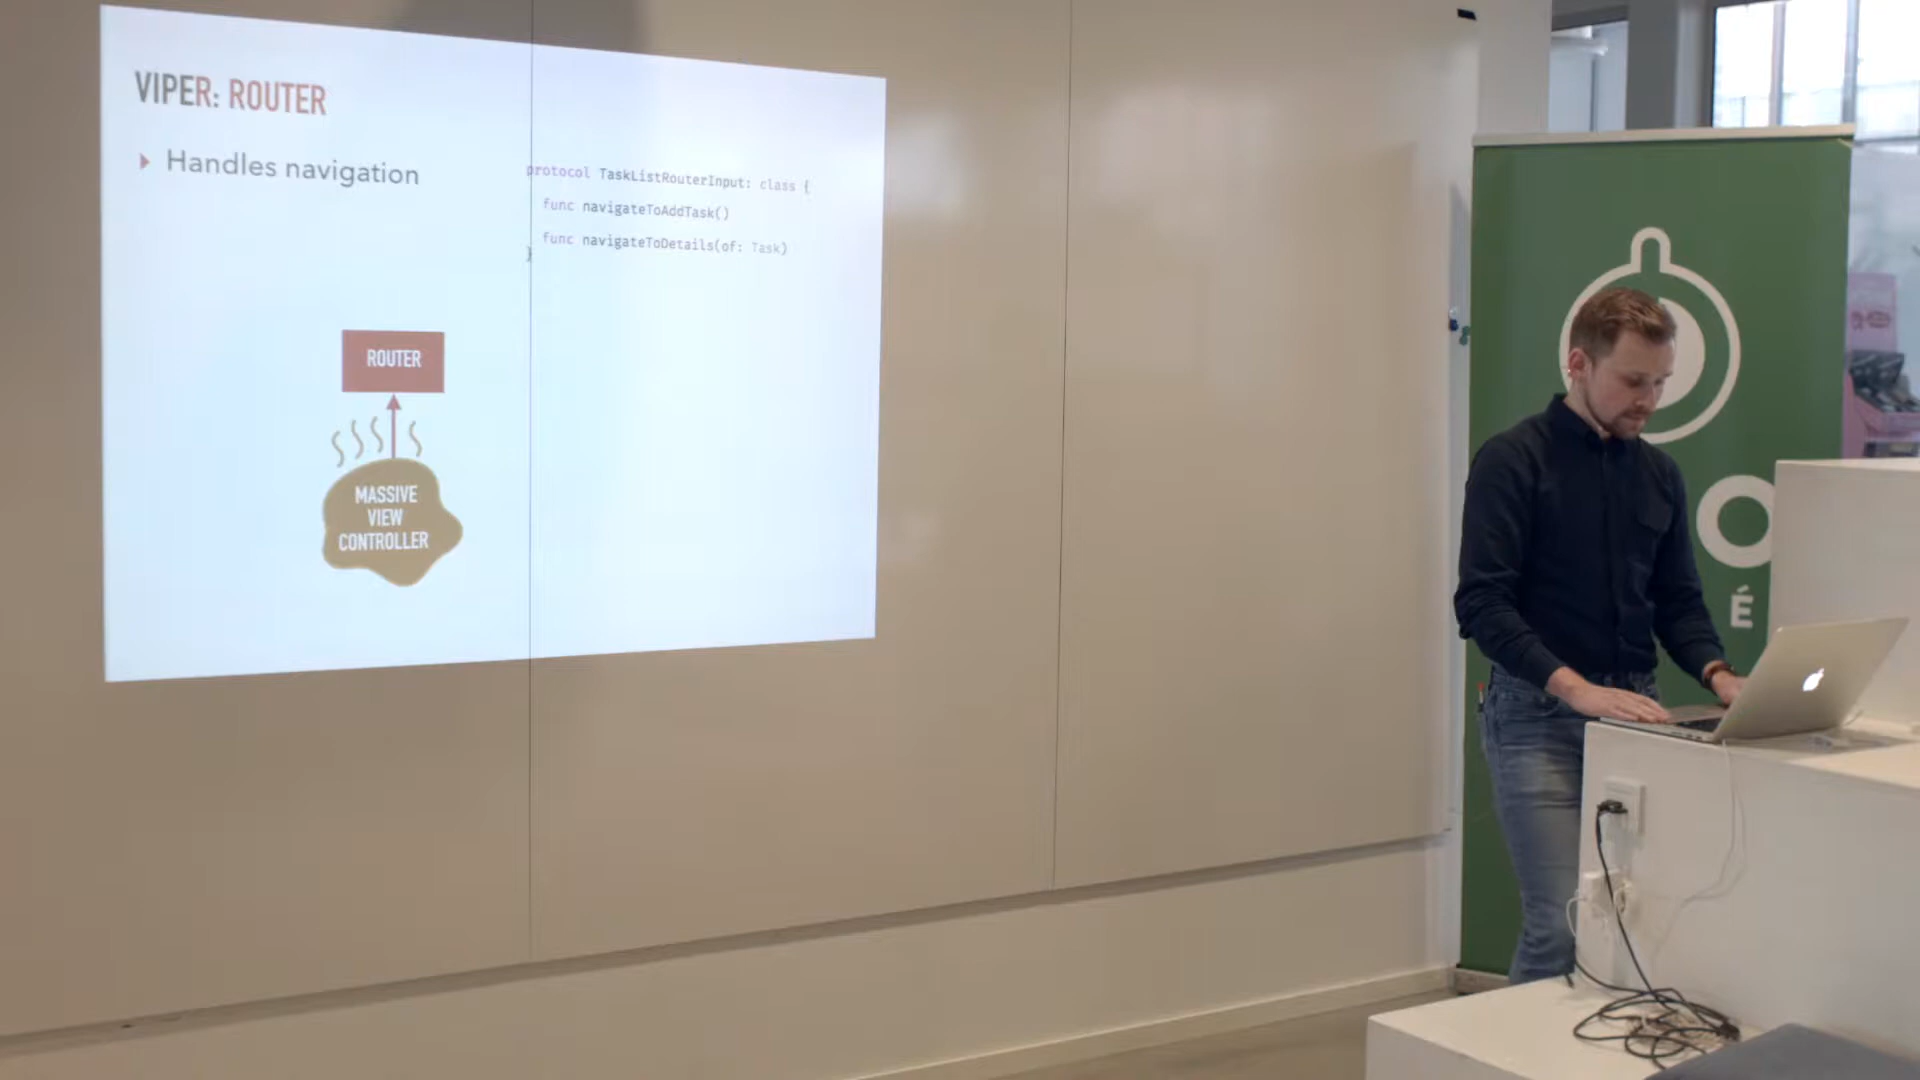 VIPER: ROUTER
Handles navigation
protocol TaskListRouterInput: class {
func navigateToAddTask()
func navigateToDetails(of: Task)
}
ROUTER
MASSIVE
VIEW
CONTROLLER
O
É